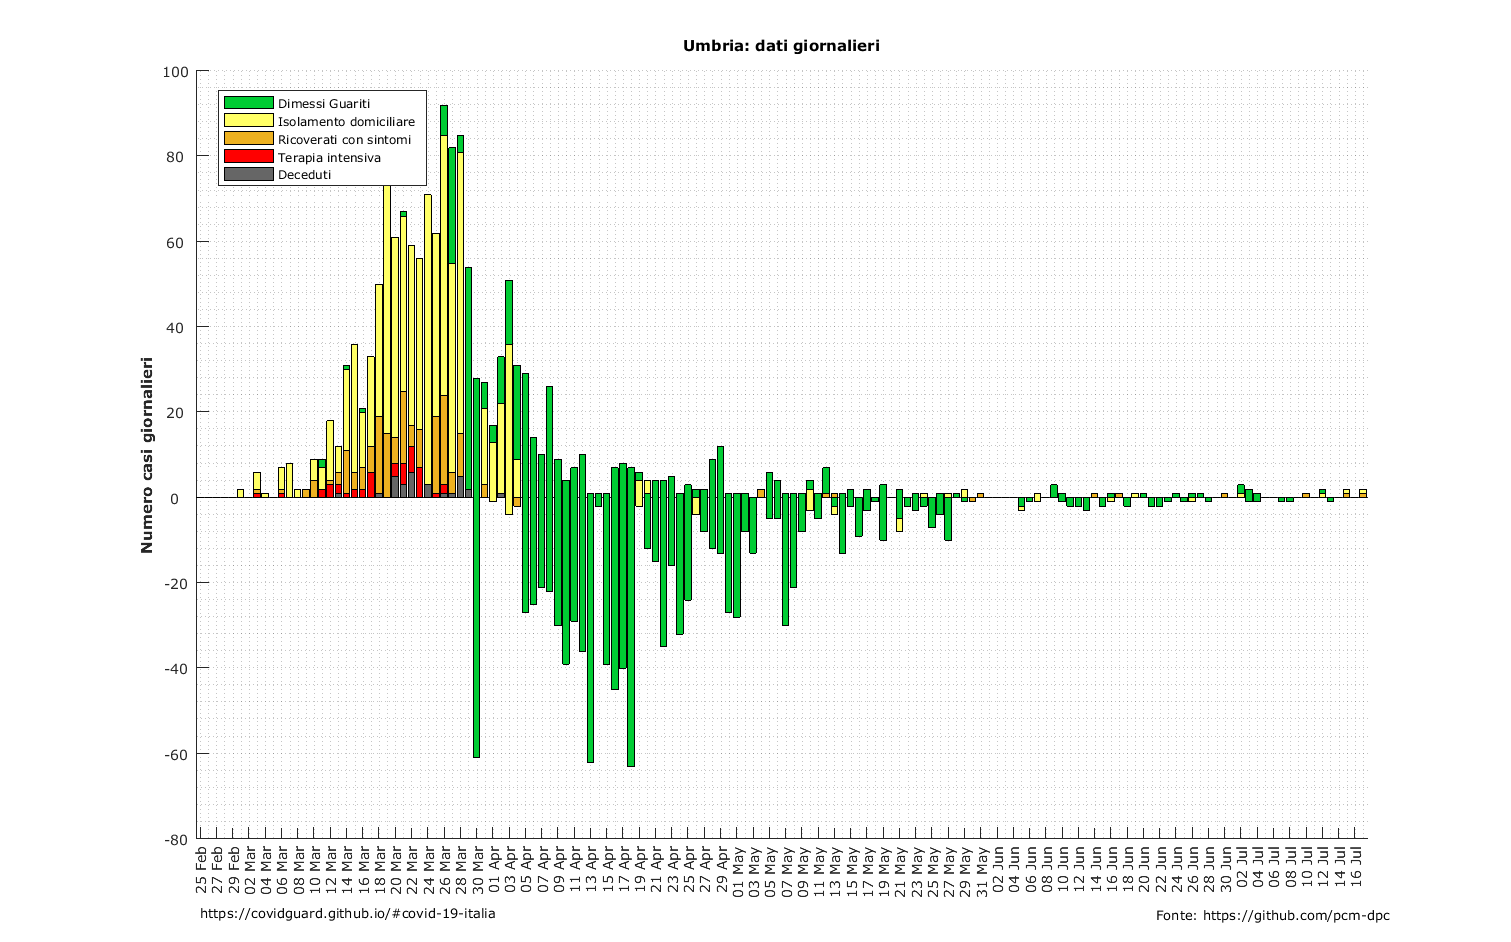 Umbria: dati giornalieri
100
80
60
40
20
0
-20
-40
-60
-80
Numero casi giornalieri
Dimessi Guariti
Isolamento domiciliare
Ricoverati con sintomi
Terapia intensiva
Deceduti
25 Feb
27 Feb
29 Feb
02 Mar
04 Mar
06 Mar
08 Mar
10 Mar
12 Mar
14 Mar
16 Mar
18 Mar
20 Mar
22 Mar
24 Mar
26 Mar
28 Mar
30 Mar
01 Apr
03 Apr
05 Apr
07 Apr
09 Apr
11 Apr
13 Apr
15 Apr
17 Apr
19 Apr
21 Apr
23 Apr
25 Apr
27 Apr
29 Apr
01 May
03 May
05 May
07 May
09 May
11 May
13 May
15 May
17 May
19 May
21 May
23 May
25 May
27 May
29 May
31 May
02 Jun
04 Jun
06 Jun
08 Jun
10 Jun
12 Jun
14 Jun
16 Jun
18 Jun
20 Jun
22 Jun
24 Jun
26 Jun
28 Jun
30 Jun
02 Jul
04 Jul
06 Jul
08 Jul
10 Jul
12 Jul
14 Jul
16 Jul
https://covidguard.github.io/#covid-19-italia
Fonte: https://github.com/pcm-dpc